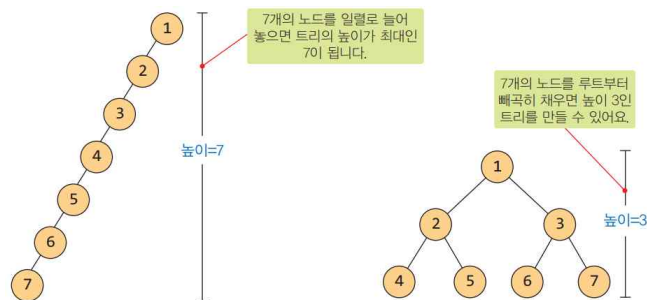 7개의 노드를 일렬로 늘어
놓으면 트리의 높이가 최대인
7이 됩니다.
1
2
3
4
5
6
7
높이=7
7개의 노드를 루트부터
빼곡히 채우면 높이 3인
트리를 만들 수 있어요.
1
2
3
4
5
6
7
높이=3